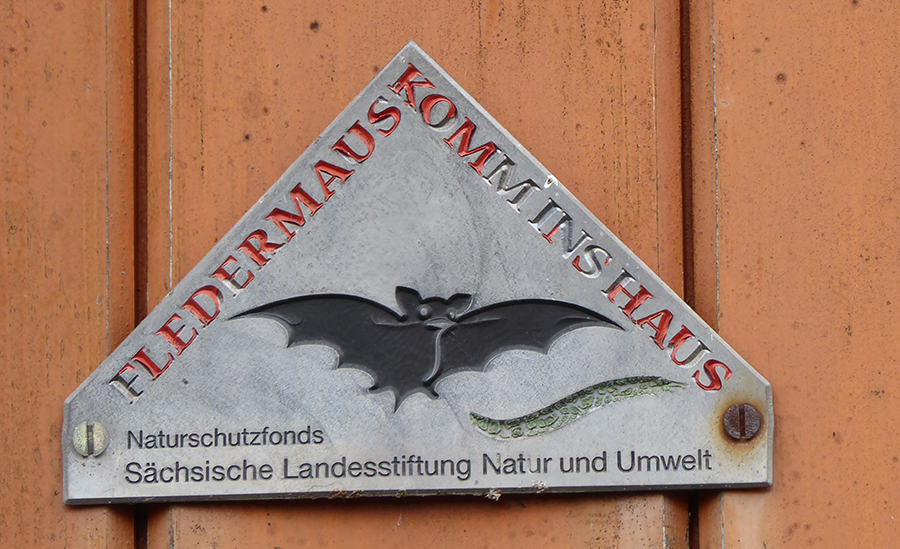 FLEDERMAUS
KOMM INS HAUS
Naturschutzfonds
Sächsische Landesstiftung Natur und Umwelt